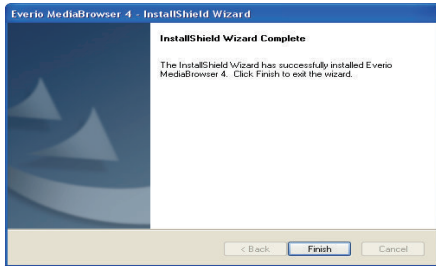 Everio MediaBrowser 4 - InstallShield Wizard
InstallShield Wizard Complete
The InstallShield Wizard has successfully installed Everio
MediaBrowser 4. Click Finish to exit the wizard.
< Back Finish Cancel